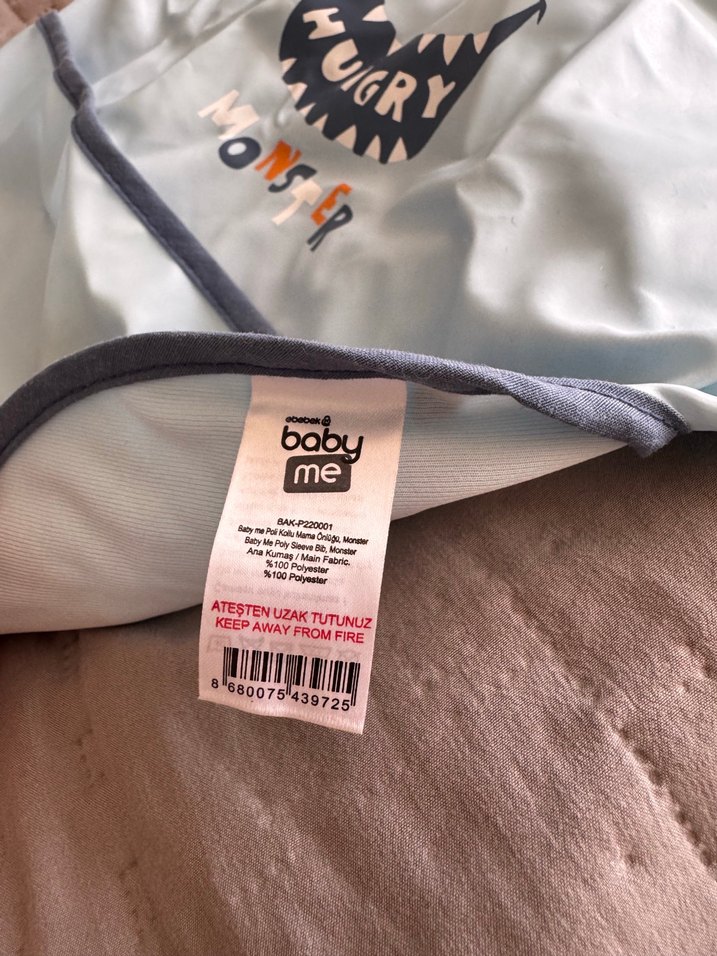 HUNGRY
MONSTER
ebebek
baby
me
BAK-P220001
Baby me Poli Kollu Mama Önlüğü, Monster
Baby Me Poly Sleeve Bib, Monster
Ana Kumaş / Main Fabric.
%100 Polyester
%100 Polyester
ATEŞTEN UZAK TUTUNUZ
KEEP AWAY FROM FIRE
8 680075 439725